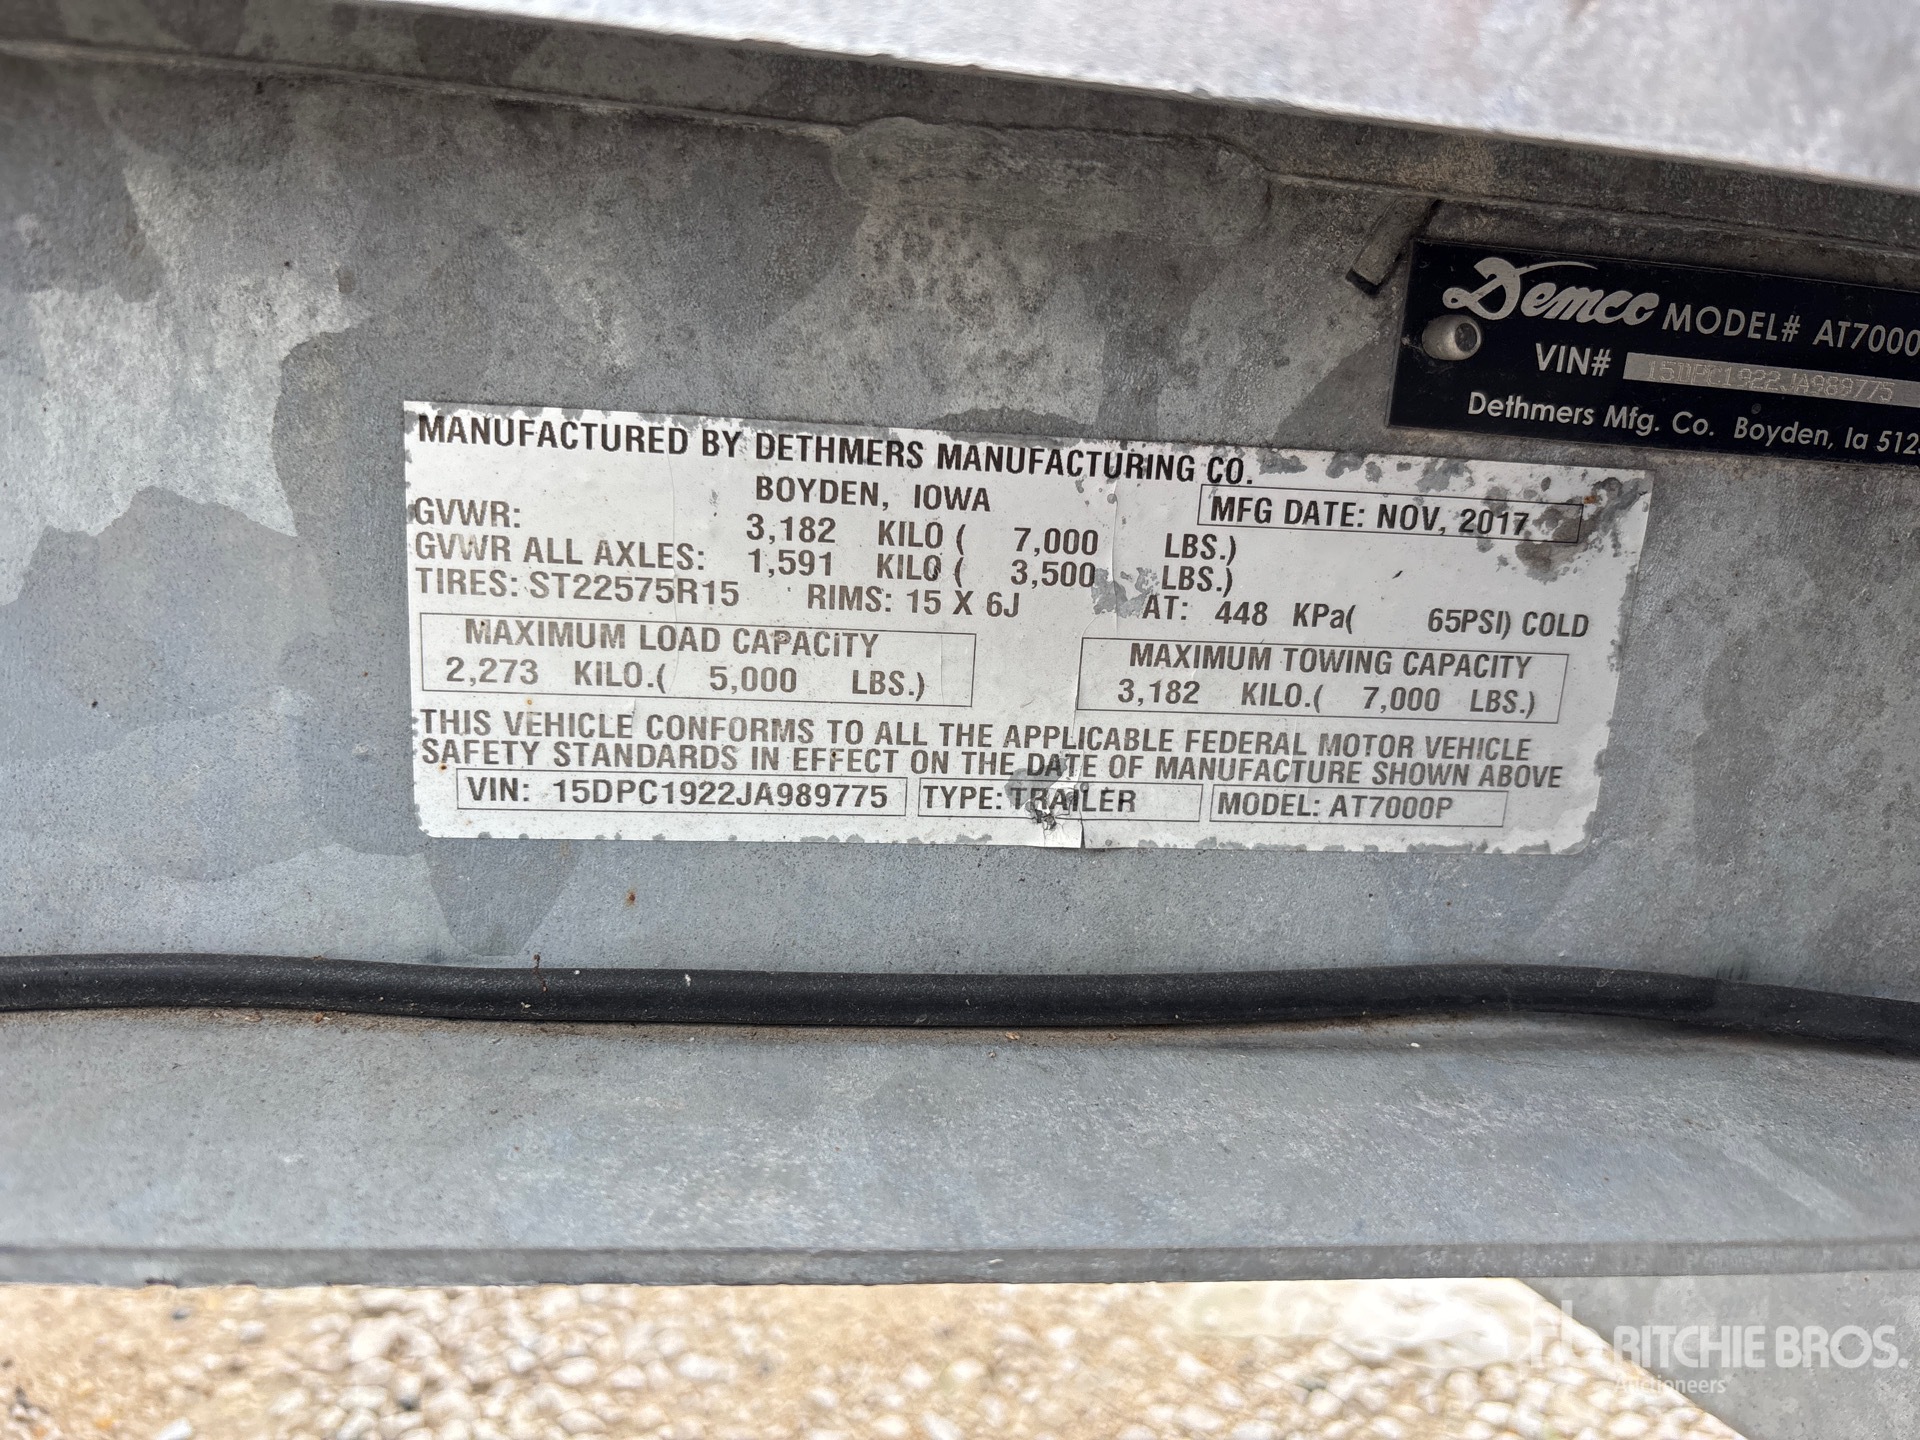 Demco MODEL# AT7000
VIN# 15DPC1922JA989775
Dethmers Mfg. Co. Boyden, Ia 512
MANUFACTURED BY DETHMERS MANUFACTURING CO.
BOYDEN, IOWA
MFG DATE: NOV, 2017
GVWR: 3,182 KILO ( 7,000 LBS.)
GVWR ALL AXLES: 1,591 KILO ( 3,500 LBS.)
TIRES: ST22575R15 RIMS: 15 X 6J AT: 448 KPa( 65PSI) COLD
MAXIMUM LOAD CAPACITY
2,273 KILO.( 5,000 LBS.)
MAXIMUM TOWING CAPACITY
3,182 KILO.( 7,000 LBS.)
THIS VEHICLE CONFORMS TO ALL THE APPLICABLE FEDERAL MOTOR VEHICLE
SAFETY STANDARDS IN EFFECT ON THE DATE OF MANUFACTURE SHOWN ABOVE
VIN: 15DPC1922JA989775 TYPE: TRAILER MODEL: AT7000P
RITCHIE BROS.
Auctioneers